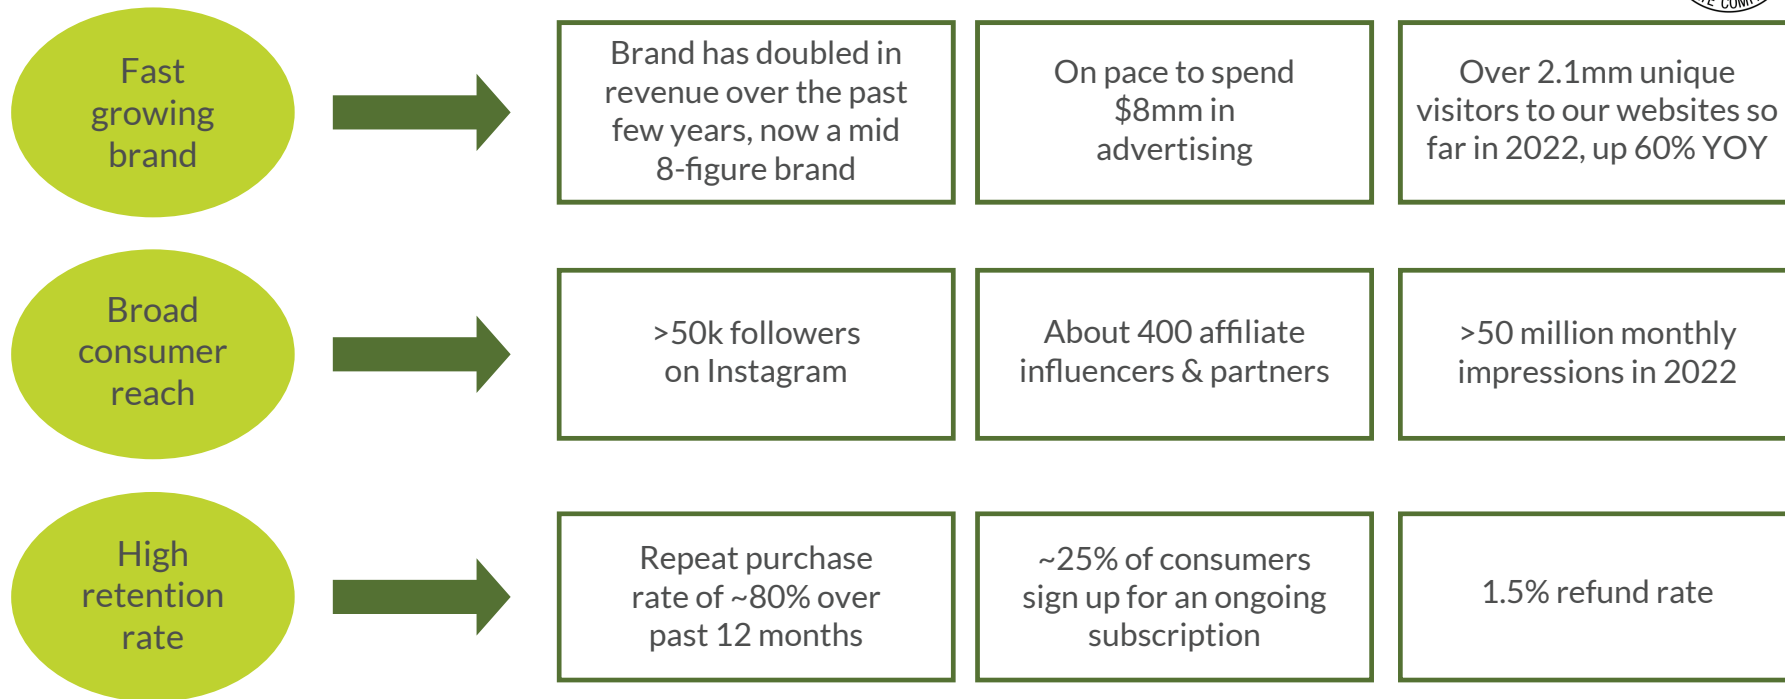 Fast
growing
brand
Brand has doubled in
revenue over the past
few years, now a mid
8-figure brand
On pace to spend
$8mm in
advertising
Over 2.1mm unique
visitors to our websites so
far in 2022, up 60% YOY
Broad
consumer
reach
>50k followers
on Instagram
About 400 affiliate
influencers & partners
>50 million monthly
impressions in 2022
High
retention
rate
Repeat purchase
rate of ~80% over
past 12 months
~25% of consumers
sign up for an ongoing
subscription
1.5% refund rate